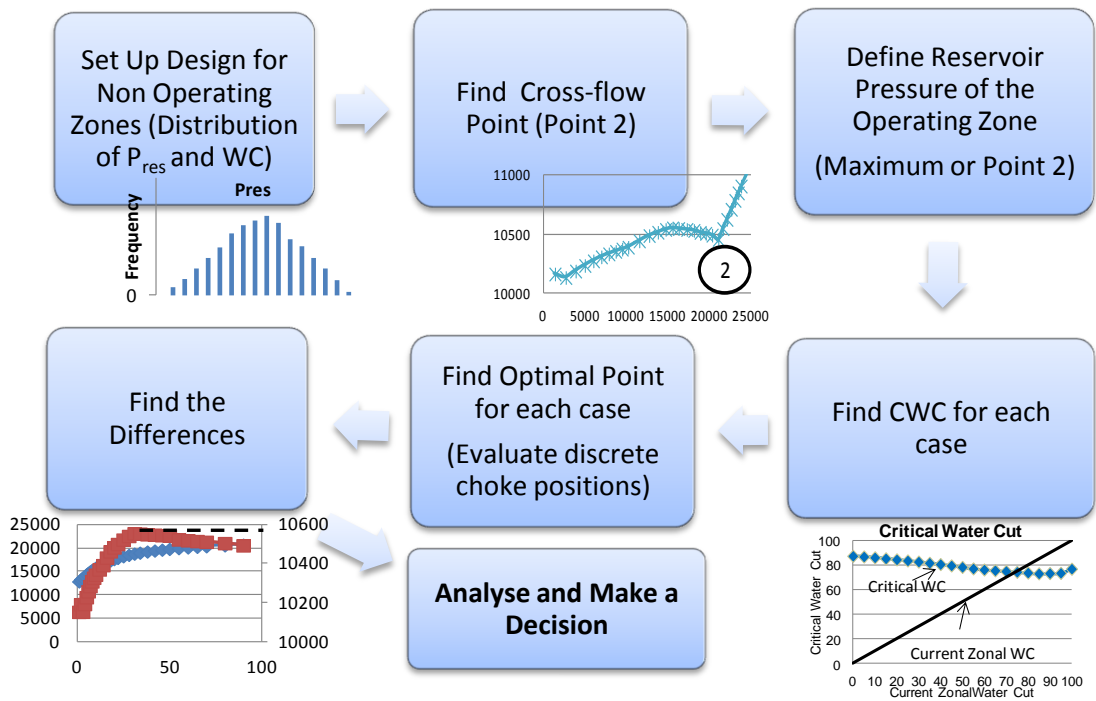 Set Up Design for
Non Operating
Zones (Distribution
of Pres and WC)
Pres
Frequency
0
Find Cross-flow
Point (Point 2)
11000
10500
10000
2
0 5000 10000 15000 20000 25000
Define Reservoir
Pressure of the
Operating Zone
(Maximum or Point 2)
Find the
Differences
25000
20000
15000
10000
5000
0
10600
10400
10200
10000
0 50 100
Find Optimal Point
for each case
(Evaluate discrete
choke positions)
Find CWC for each
case
Critical Water Cut
Critical Water Cut
100
80
60
40
20
0
Critical WC
Current Zonal WC
0 10 20 30 40 50 60 70 80 90 100
Current ZonalWater Cut
Analyse and Make a
Decision